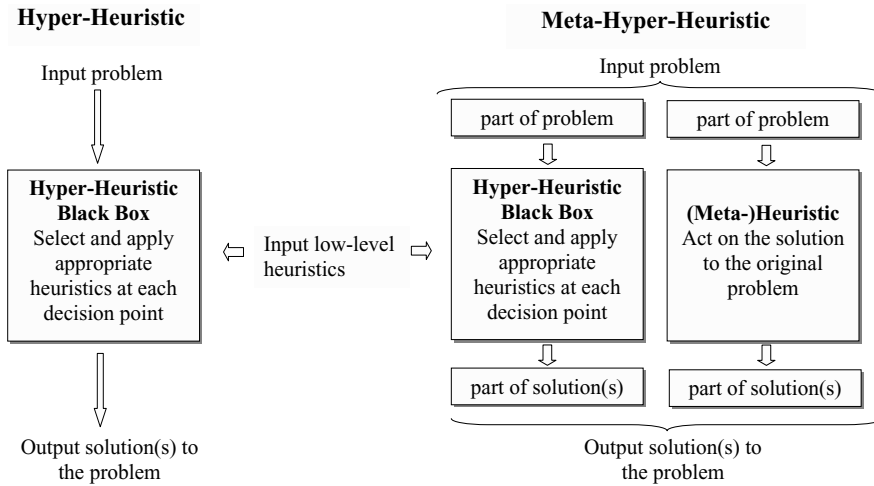 Hyper-Heuristic
Input problem
Hyper-Heuristic
Black Box
Select and apply
appropriate
heuristics at each
decision point
Output solution(s) to
the problem
Input low-level
heuristics
Meta-Hyper-Heuristic
Input problem
part of problem
Hyper-Heuristic
Black Box
Select and apply
appropriate
heuristics at each
decision point
part of solution(s)
part of problem
(Meta-)Heuristic
Act on the solution
to the original
problem
part of solution(s)
Output solution(s) to
the problem